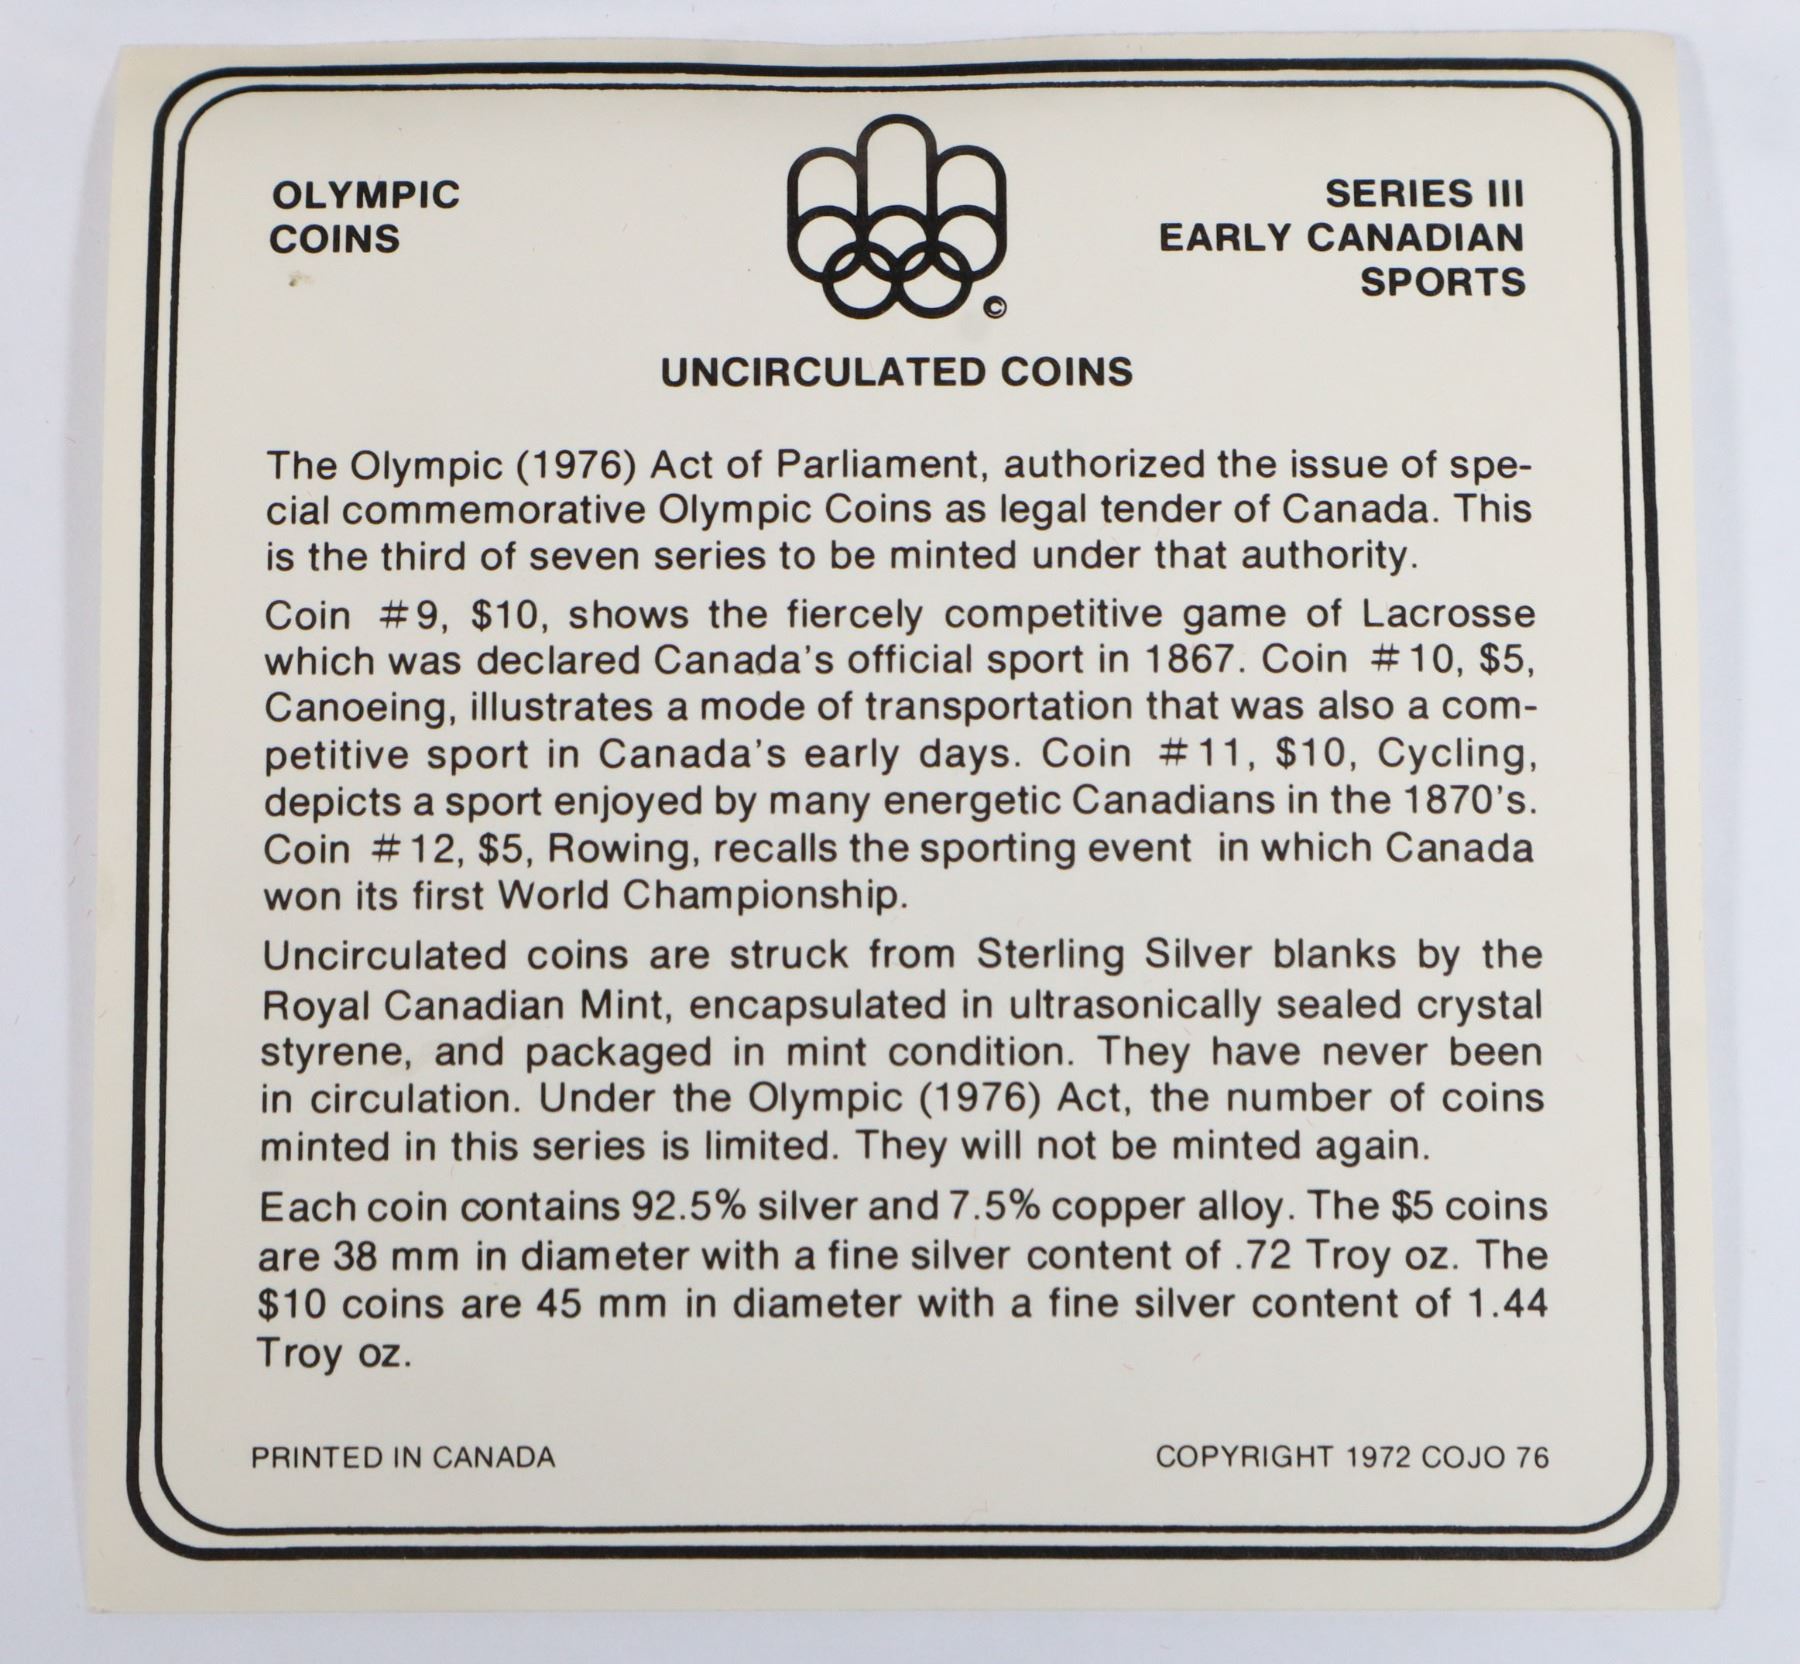 OLYMPIC
COINS
SERIES III
EARLY CANADIAN
SPORTS
©
UNCIRCULATED COINS
The Olympic (1976) Act of Parliament, authorized the issue of spe-
cial commemorative Olympic Coins as legal tender of Canada. This
is the third of seven series to be minted under that authority.
Coin #9, $10, shows the fiercely competitive game of Lacrosse
which was declared Canada's official sport in 1867. Coin #10, $5,
Canoeing, illustrates a mode of transportation that was also a com-
petitive sport in Canada's early days. Coin #11, $10, Cycling,
depicts a sport enjoyed by many energetic Canadians in the 1870's.
Coin #12, $5, Rowing, recalls the sporting event in which Canada
won its first World Championship.
Uncirculated coins are struck from Sterling Silver blanks by the
Royal Canadian Mint, encapsulated in ultrasonically sealed crystal
styrene, and packaged in mint condition. They have never been
in circulation. Under the Olympic (1976) Act, the number of coins
minted in this series is limited. They will not be minted again.
Each coin contains 92.5% silver and 7.5% copper alloy. The $5 coins
are 38 mm in diameter with a fine silver content of .72 Troy oz. The
$10 coins are 45 mm in diameter with a fine silver content of 1.44
Troy oz.
PRINTED IN CANADA
COPYRIGHT 1972 COJO 76